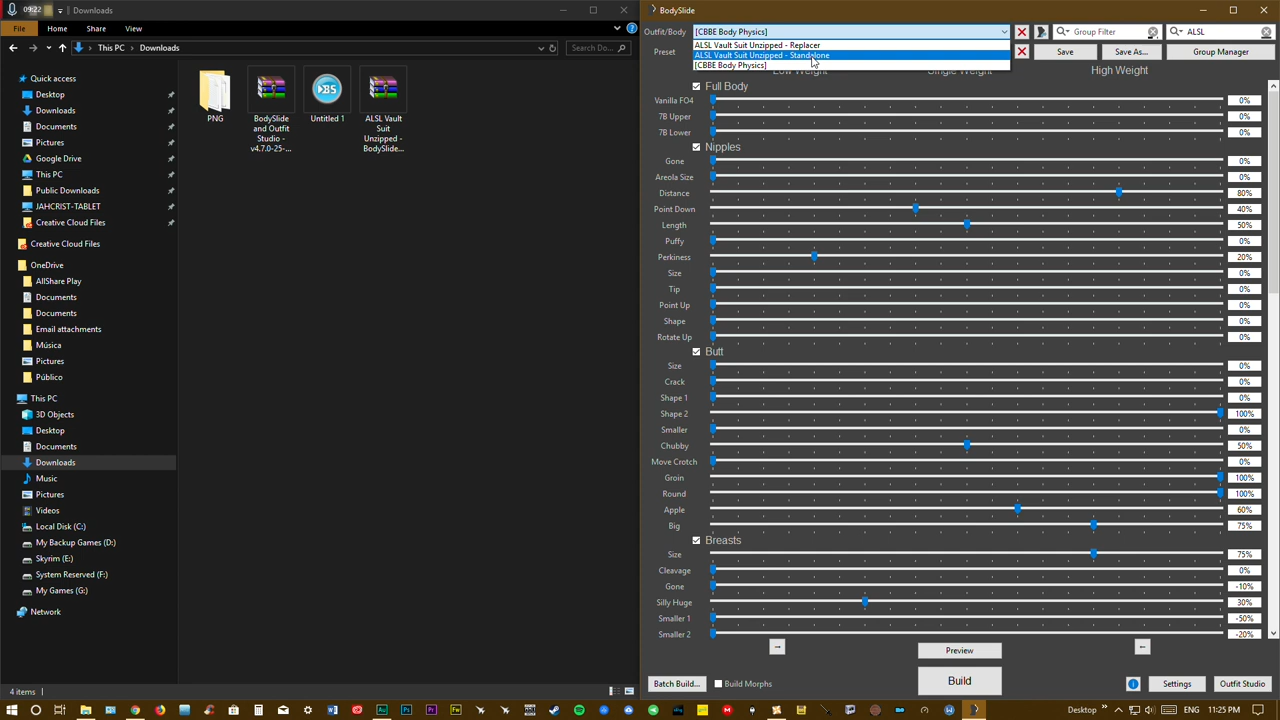 09:22
Downloads
File
Home
Share
View
This PC
Downloads
Search Do...
Quick access
Desktop
Downloads
Documents
Pictures
Google Drive
This PC
Public Downloads
JAHCRIST-TABLET
Creative Cloud Files
Creative Cloud Files
OneDrive
AllShare Play
Documents
Documents
Email attachments
Música
Pictures
Público
This PC
3D Objects
Desktop
Documents
Downloads
Music
Pictures
Videos
Local Disk (C:)
My Backup Games (D:)
Skyrim (E:)
System Reserved (F:)
My Games (G:)
Network
PNG
BodySlide
and Outfit
Studio -
v4.7.0-25-...
Untitled 1
ALSL Vault
Suit
Unzipped -
BodySlide...
4 items
BodySlide
Outfit/Body
[CBBE Body Physics]
Group Filter
ALSL
ALSL Vault Suit Unzipped - Replacer
ALSL Vault Suit Unzipped - Standalone
[CBBE Body Physics]
Preset
Save
Save As...
Group Manager
Low Weight
Single Weight
High Weight
Full Body
Vanilla FO4 0%
7B Upper 0%
7B Lower 0%
Nipples
Gone 0%
Areola Size 0%
Distance 80%
Point Down 40%
Length 50%
Puffy 0%
Perkiness 20%
Size 0%
Tip 0%
Point Up 0%
Shape 0%
Rotate Up 0%
Butt
Size 0%
Crack 0%
Shape 1 0%
Shape 2 100%
Smaller 0%
Chubby 50%
Move Crotch 0%
Groin 100%
Round 100%
Apple 60%
Big 75%
Breasts
Size 75%
Cleavage 0%
Gone -10%
Silly Huge 30%
Smaller 1 -50%
Smaller 2 -20%
Preview
Batch Build...
Build Morphs
Build
Settings
Outfit Studio
Desktop
ENG
11:25 PM